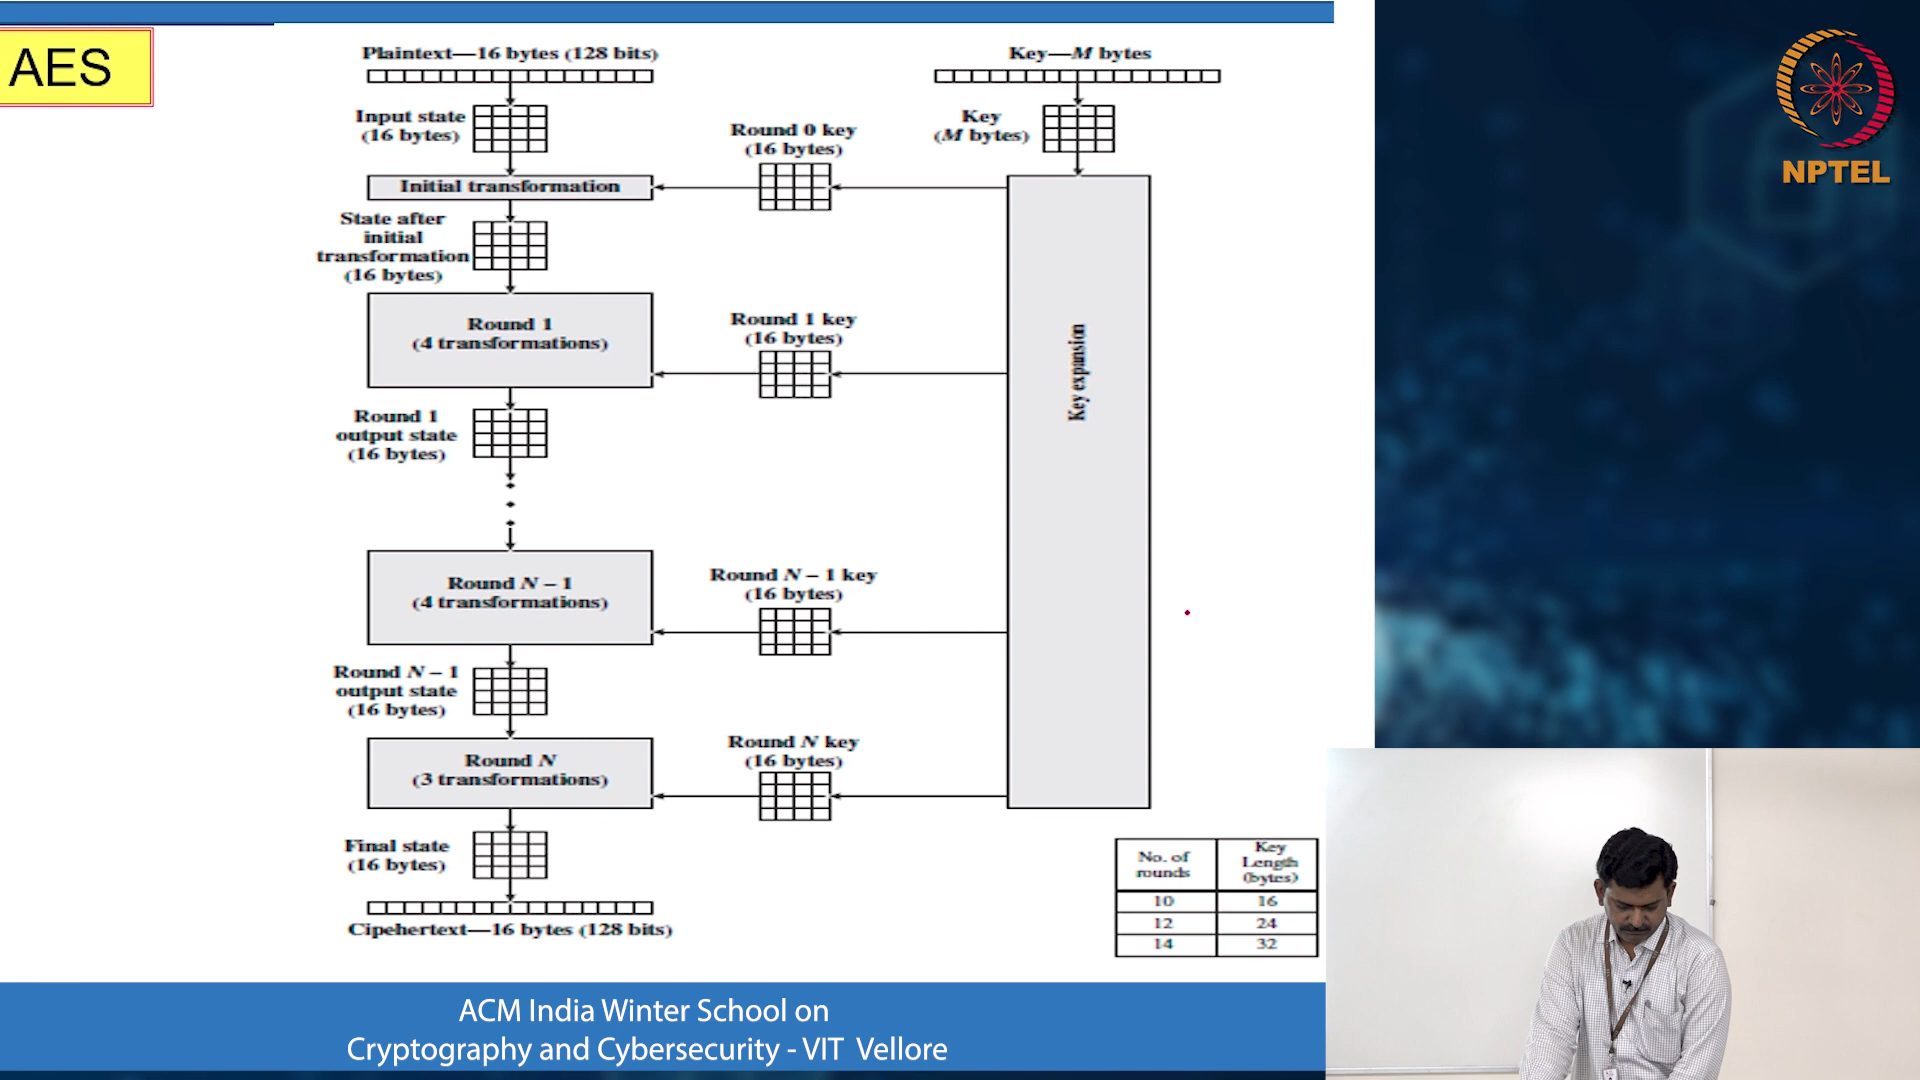 AES
Plaintext—16 bytes (128 bits)
Key—M bytes
Input state
(16 bytes)
Key
(M bytes)
Round 0 key
(16 bytes)
Initial transformation
State after
initial
transformation
(16 bytes)
Round 1
(4 transformations)
Round 1 key
(16 bytes)
Key expansion
Round 1
output state
(16 bytes)
Round N – 1
(4 transformations)
Round N – 1 key
(16 bytes)
Round N – 1
output state
(16 bytes)
Round N
(3 transformations)
Round N key
(16 bytes)
Final state
(16 bytes)
Cipehertext—16 bytes (128 bits)
No. of
rounds
Key
Length
(bytes)
10 16
12 24
14 32
NPTEL
ACM India Winter School on
Cryptography and Cybersecurity - VIT Vellore